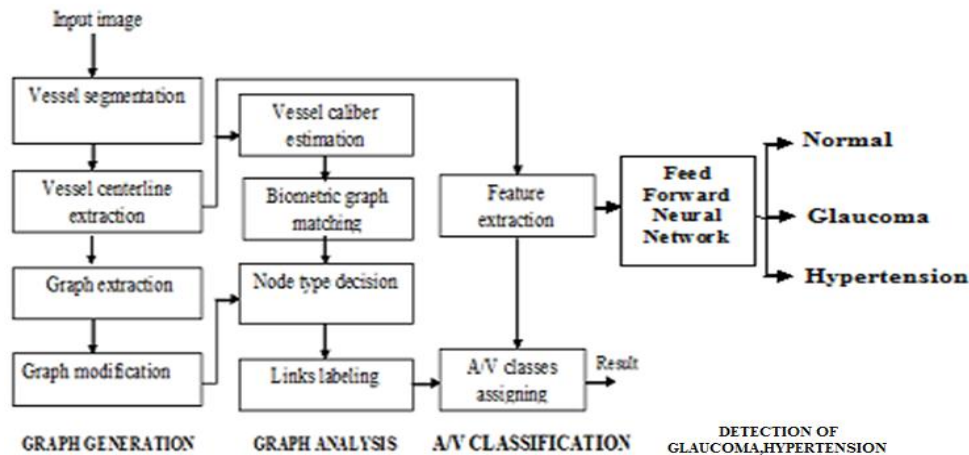 Input image
Vessel segmentation
Vessel centerline
extraction
Graph extraction
Graph modification
GRAPH GENERATION
Vessel caliber
estimation
Biometric graph
matching
Node type decision
Links labeling
GRAPH ANALYSIS
Feature
extraction
A/V classes
assigning
Result
A/V CLASSIFICATION
Feed
Forward
Neural
Network
Normal
Glaucoma
Hypertension
DETECTION OF
GLAUCOMA,HYPERTENSION